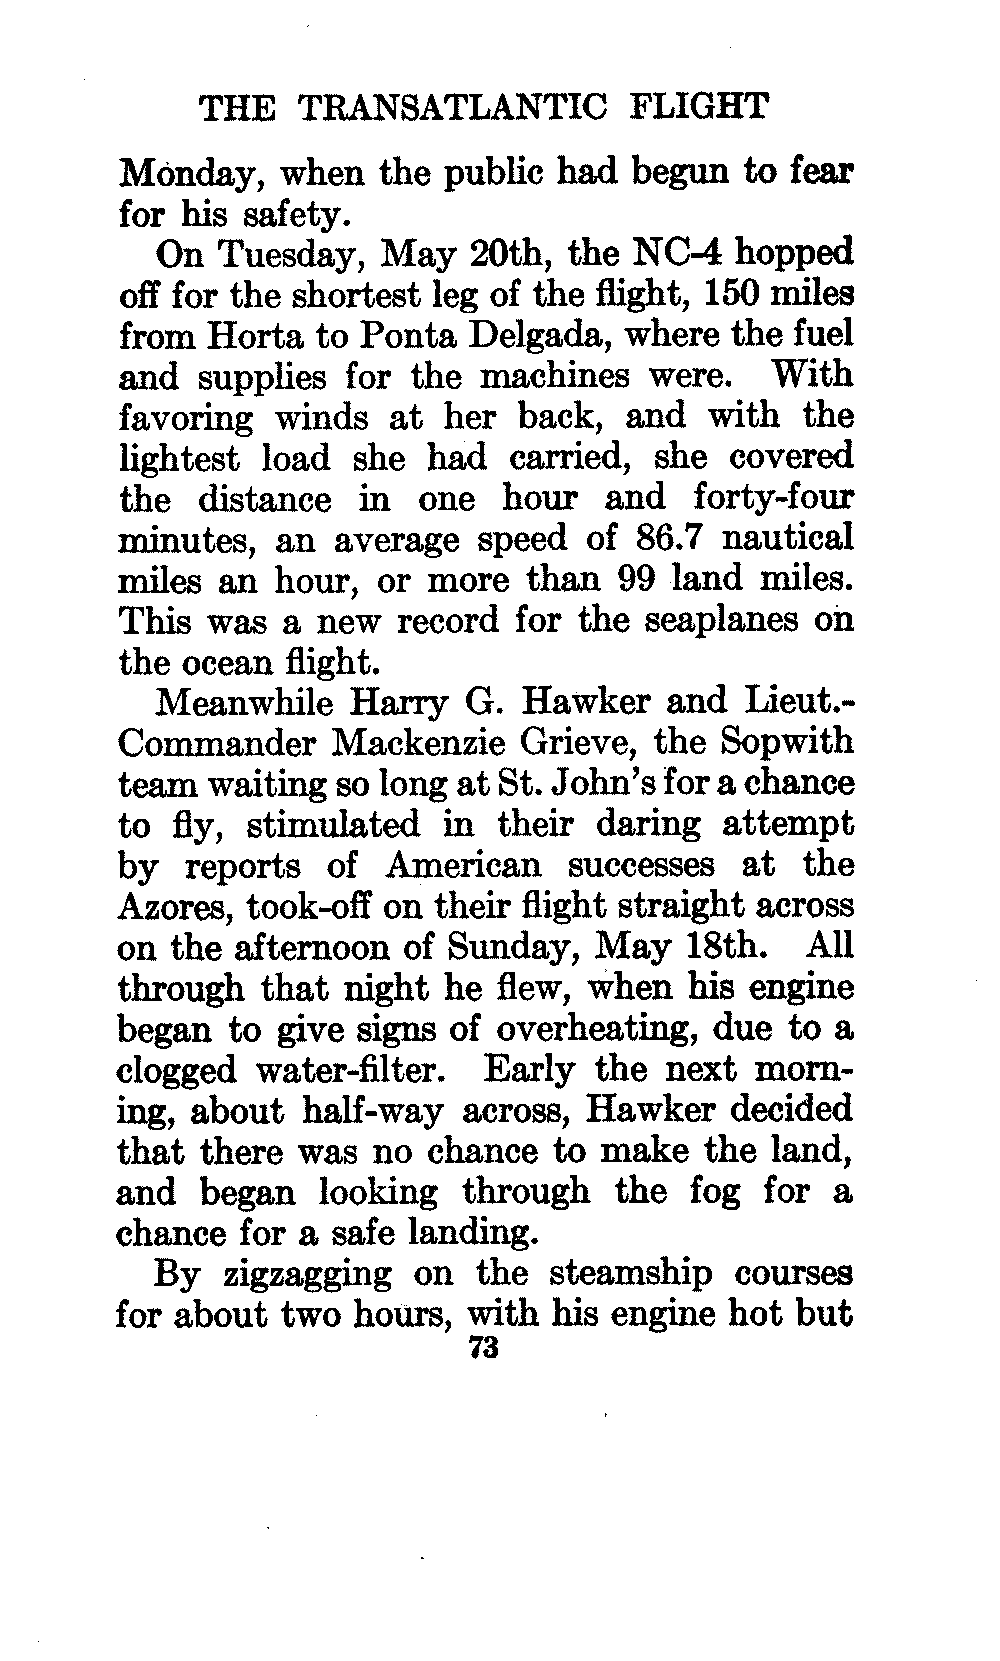 THE TRANSATLANTIC FLIGHT
Monday, when the public had begun to fear
for his safety.
On Tuesday, May 20th, the NC-4 hopped
off for the shortest leg of the flight, 150 miles
from Horta to Ponta Delgada, where the fuel
and supplies for the machines were. With
favoring winds at her back, and with the
lightest load she had carried, she covered
the distance in one hour and forty-four
minutes, an average speed of 86.7 nautical
miles an hour, or more than 99 land miles.
This was a new record for the seaplanes on
the ocean flight.
Meanwhile Harry G. Hawker and Lieut.-
Commander Mackenzie Grieve, the Sopwith
team waiting so long at St. John's for a chance
to fly, stimulated in their daring attempt
by reports of American successes at the
Azores, took-off on their flight straight across
on the afternoon of Sunday, May 18th. All
through that night he flew, when his engine
began to give signs of overheating, due to a
clogged water-filter. Early the next morn-
ing, about half-way across, Hawker decided
that there was no chance to make the land,
and began looking through the fog for a
chance for a safe landing.
By zigzagging on the steamship courses
for about two hours, with his engine hot but
73